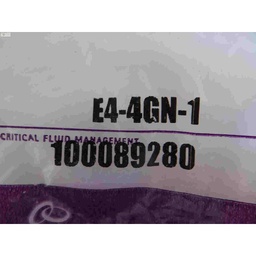 E4-4GN-1
CRITICAL FLUID MANAGEMENT
100089280